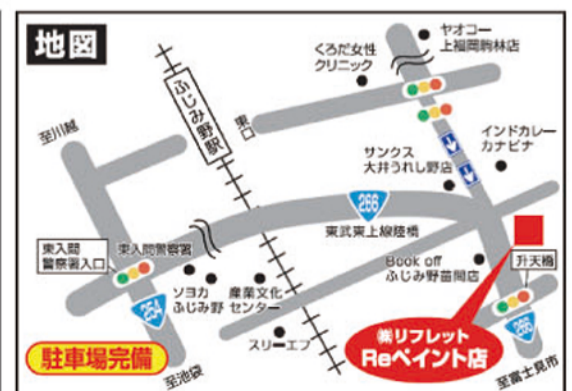 地図
ヤオコー
上福岡駒林店
くろだ女性
クリニック
ふじみ野駅
東口
至川越
サンクス
大井うれし野店
インドカレー
カナピナ
266
東武東上線陸橋
東入間
警察署入口
東入間警察署
ソヨカ
ふじみ野
産業文化
センター
254
スリーエフ
Book off
ふじみ野苗間店
升天橋
266
㈱リフレット
Reペイント店
駐車場完備
至池袋
至富士見市